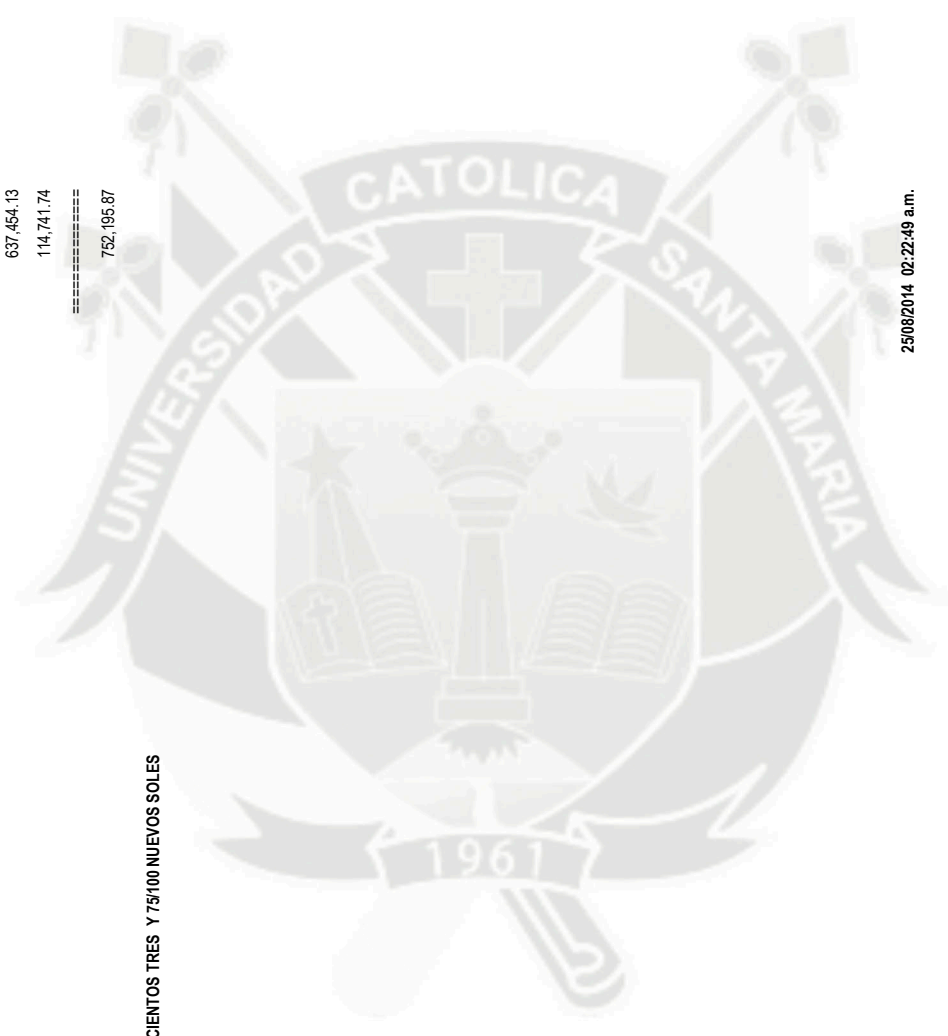 637,454.13
114,741.74
================
752,195.87
CIENTOS TRES Y 75/100 NUEVOS SOLES
25/08/2014 02:22:49 a.m.
UNIVERSIDAD CATOLICA SANTA MARIA
1961